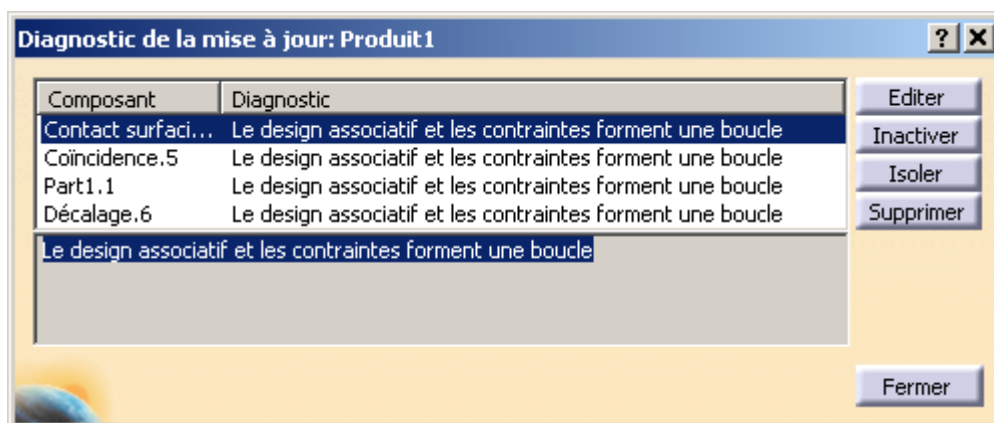 Diagnostic de la mise à jour: Produit1
Composant Diagnostic
Contact surfaci... Le design associatif et les contraintes forment une boucle
Coïncidence.5 Le design associatif et les contraintes forment une boucle
Part1.1 Le design associatif et les contraintes forment une boucle
Décalage.6 Le design associatif et les contraintes forment une boucle
Le design associatif et les contraintes forment une boucle
Editer
Inactiver
Isoler
Supprimer
Fermer